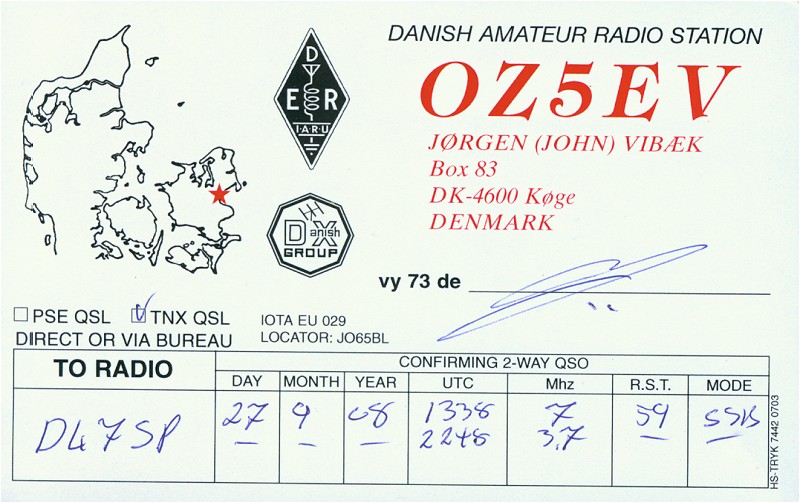 DANISH AMATEUR RADIO STATION
OZ5EV
JØRGEN (JOHN) VIBÆK
Box 83
DK-4600 Køge
DENMARK
D
E R
I·A·R·U
Danish
DX
GROUP
vy 73 de
PSE QSL TNX QSL
DIRECT OR VIA BUREAU
IOTA EU 029
LOCATOR: JO65BL
TO RADIO
CONFIRMING 2-WAY QSO
DAY MONTH YEAR UTC Mhz R.S.T. MODE
DL7SP 27 9 08 1338 7 59 SSB
— — — 2248 3.7 — —
HS-TRYK 7442 0703